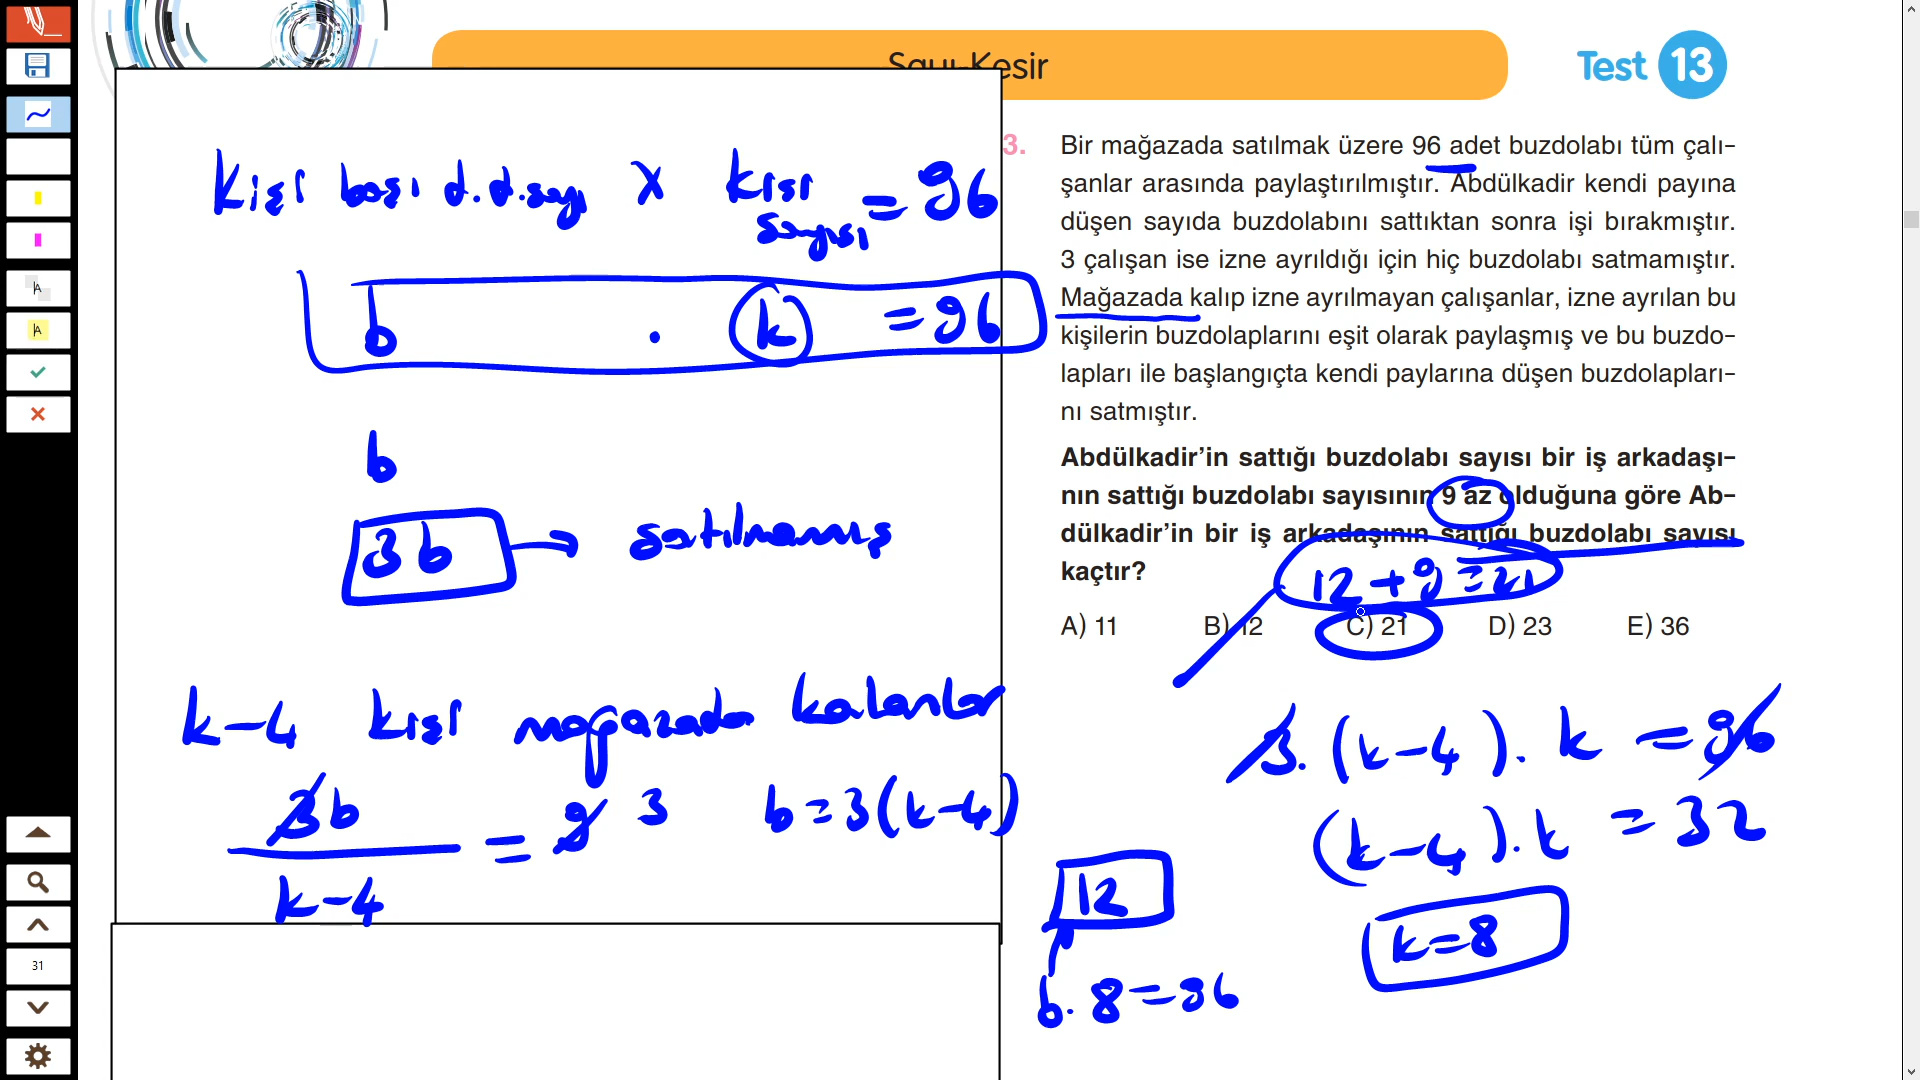 Sayı-Kesir
Test 13
3. Bir mağazada satılmak üzere 96 adet buzdolabı tüm çalı-
şanlar arasında paylaştırılmıştır. Abdülkadir kendi payına
düşen sayıda buzdolabını sattıktan sonra işi bırakmıştır.
3 çalışan ise izne ayrıldığı için hiç buzdolabı satmamıştır.
Mağazada kalıp izne ayrılmayan çalışanlar, izne ayrılan bu
kişilerin buzdolaplarını eşit olarak paylaşmış ve bu buzdo-
lapları ile başlangıçta kendi paylarına düşen buzdolapları-
nı satmıştır.
Abdülkadir’in sattığı buzdolabı sayısı bir iş arkadaşı-
nın sattığı buzdolabı sayısının 9 az olduğuna göre Ab-
dülkadir’in bir iş arkadaşının sattığı buzdolabı sayısı
kaçtır?
12 + 9 = 21
A) 11 B) 12 C) 21 D) 23 E) 36
Kişi başı d.d.sayı x kişi sayısı = 96
b . k = 96
b
3b → satılmamış
k-4 kişi mağazada kalanlar
3b
= 9 3 b = 3(k-4)
k-4
3.(k-4).k = 96
(k-4).k = 32
k=8
12
b.8=96
31